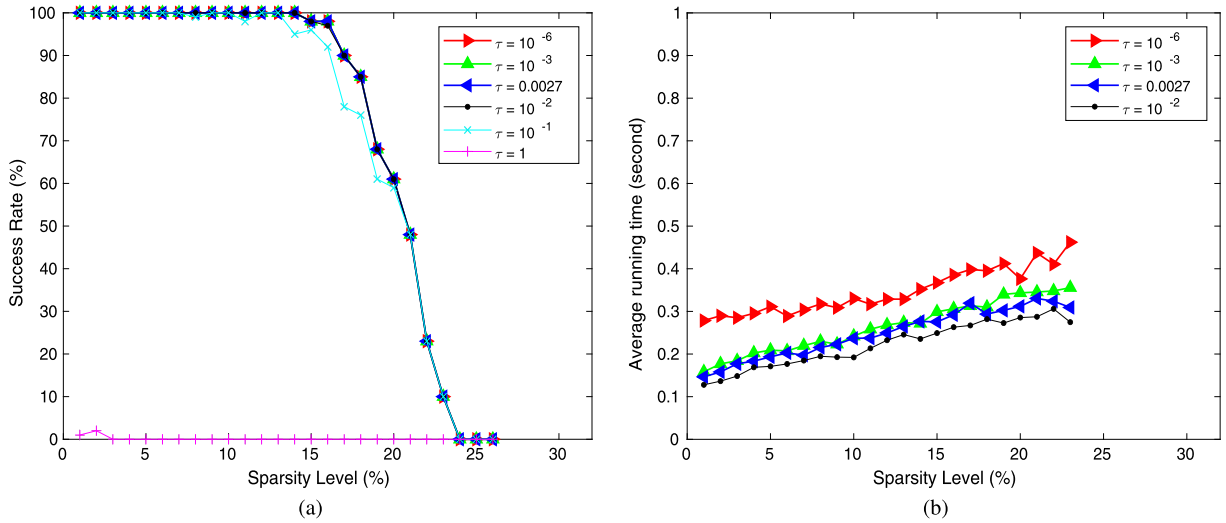 100
90
80
70
60
50
40
30
20
10
0
Success Rate (%)
0 5 10 15 20 25 30
Sparsity Level (%)
τ = 10 -6
τ = 10 -3
τ = 0.0027
τ = 10 -2
τ = 10 -1
τ = 1
(a)
1
0.9
0.8
0.7
0.6
0.5
0.4
0.3
0.2
0.1
0
Average running time (second)
0 5 10 15 20 25 30
Sparsity Level (%)
τ = 10 -6
τ = 10 -3
τ = 0.0027
τ = 10 -2
(b)